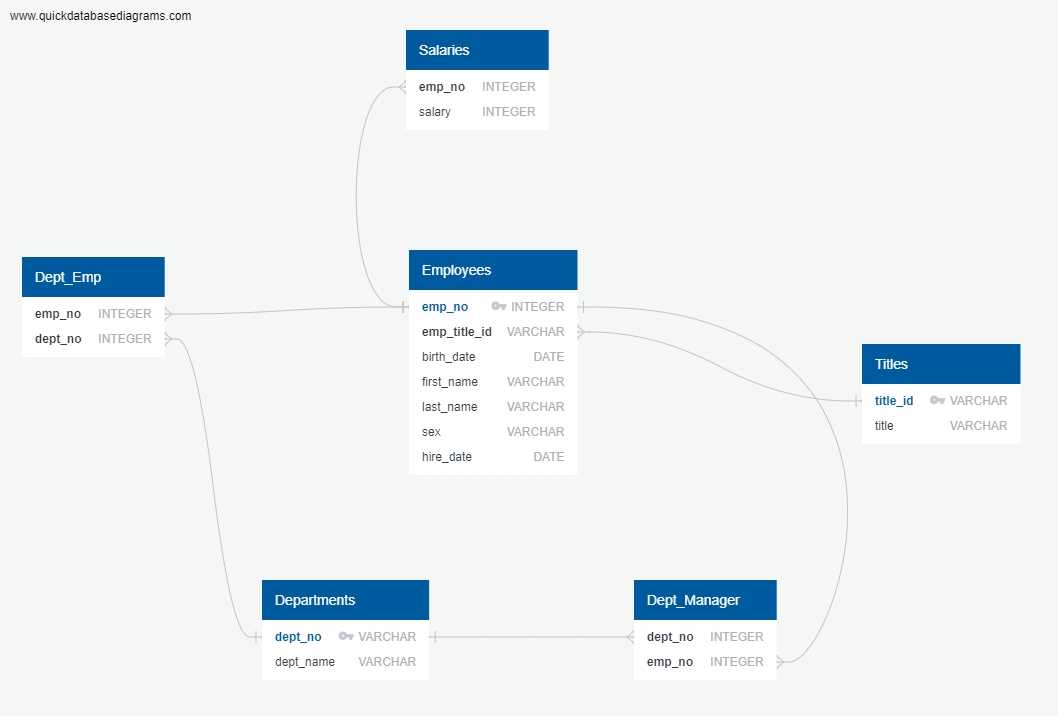 www.quickdatabasediagrams.com
Salaries
emp_no INTEGER
salary INTEGER
Dept_Emp
emp_no INTEGER
dept_no INTEGER
Employees
emp_no INTEGER
emp_title_id VARCHAR
birth_date DATE
first_name VARCHAR
last_name VARCHAR
sex VARCHAR
hire_date DATE
Titles
title_id VARCHAR
title VARCHAR
Departments
dept_no VARCHAR
dept_name VARCHAR
Dept_Manager
dept_no INTEGER
emp_no INTEGER